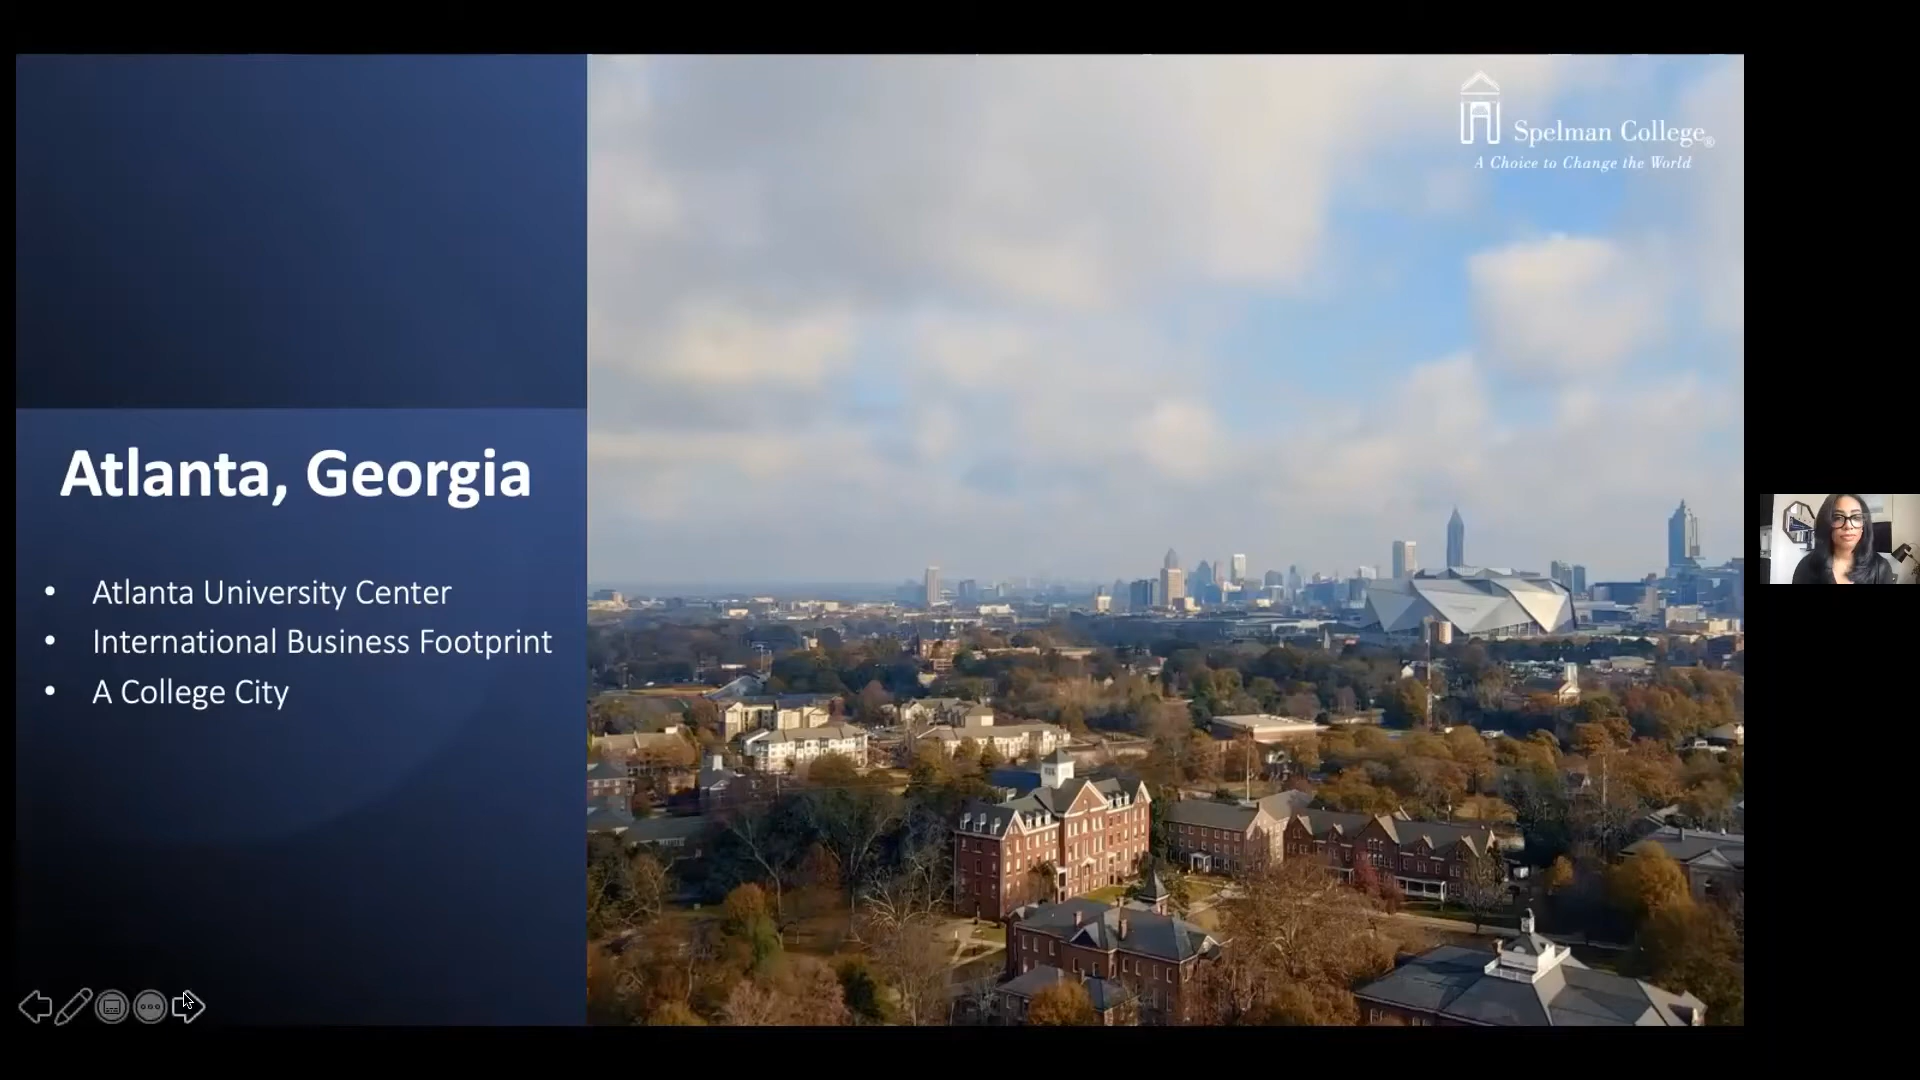 Atlanta, Georgia
• Atlanta University Center
• International Business Footprint
• A College City
Spelman College®
A Choice to Change the World